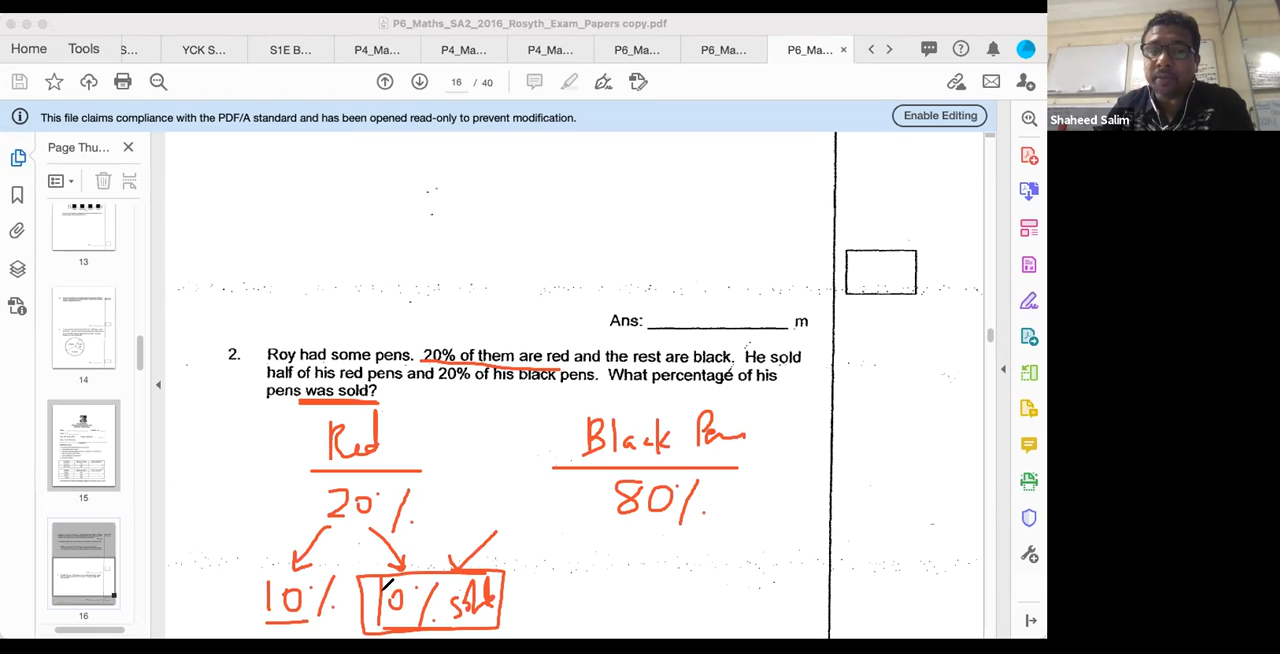 P6_Maths_SA2_2016_Rosyth_Exam_Papers copy.pdf
Home Tools S... YCK S... S1E B... P4_Ma... P4_Ma... P4_Ma... P6_Ma... P6_Ma... P6_Ma... ×
16 / 40
This file claims compliance with the PDF/A standard and has been opened read-only to prevent modification.
Enable Editing
Shaheed Salim
Page Thu...
13
14
15
16
Ans: ____________ m
2. Roy had some pens. 20% of them are red and the rest are black. He sold
half of his red pens and 20% of his black pens. What percentage of his
pens was sold?
Red Black Pen
20% 80%
10% 10% sold